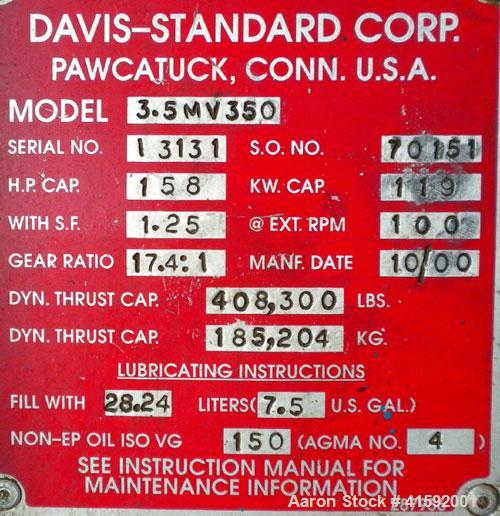 DAVIS–STANDARD CORP.
PAWCATUCK, CONN. U.S.A.
MODEL 3.5MV350
SERIAL NO. I 3131 S.O. NO. 70151
H.P. CAP. 158 KW. CAP. 119
WITH S.F. 1.25 @ EXT. RPM 100
GEAR RATIO 17.4:1 MANF. DATE 10/00
DYN. THRUST CAP. 408,300 LBS.
DYN. THRUST CAP. 185,204 KG.
LUBRICATING INSTRUCTIONS
FILL WITH 28.24 LITERS(7.5 U.S. GAL.)
NON-EP OIL ISO VG 150 (AGMA NO. 4 )
SEE INSTRUCTION MANUAL FOR
MAINTENANCE INFORMATION
Aaron Stock # 41592001